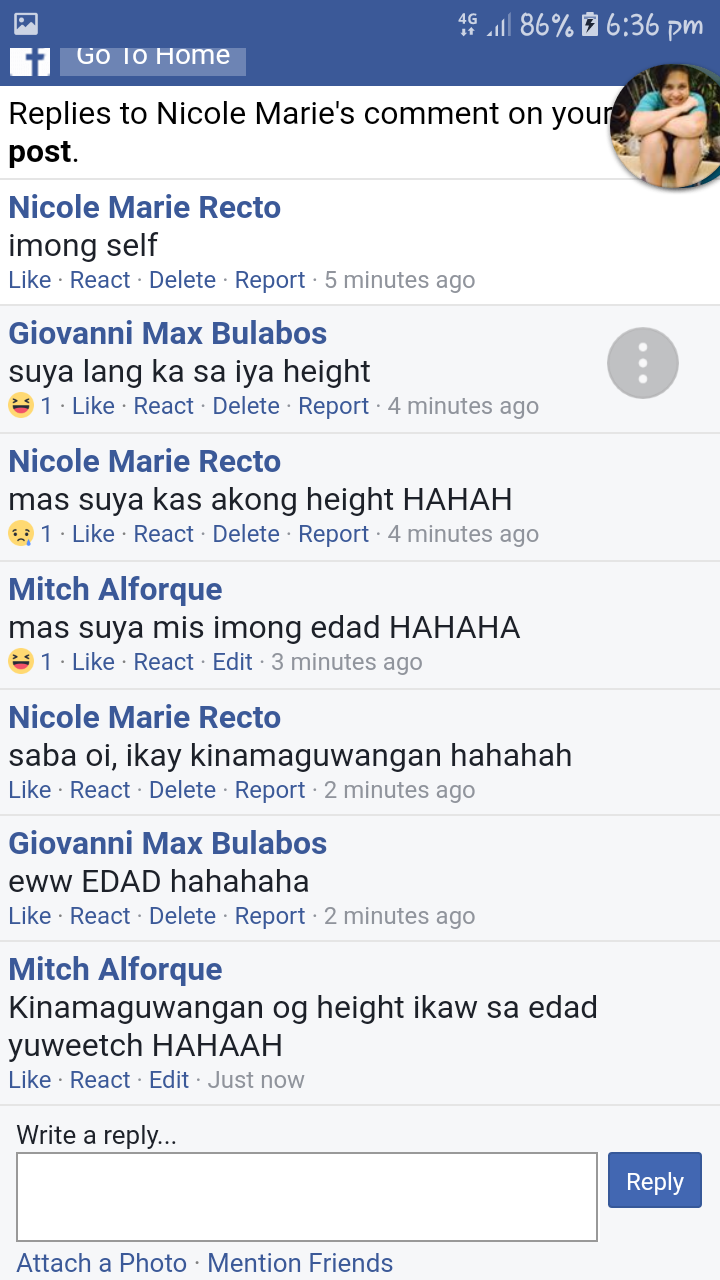 4G 86% 6:36 pm
Go To Home
Replies to Nicole Marie's comment on your
post.
Nicole Marie Recto
imong self
Like · React · Delete · Report · 5 minutes ago
Giovanni Max Bulabos
suya lang ka sa iya height
1 · Like · React · Delete · Report · 4 minutes ago
Nicole Marie Recto
mas suya kas akong height HAHAH
1 · Like · React · Delete · Report · 4 minutes ago
Mitch Alforque
mas suya mis imong edad HAHAHA
1 · Like · React · Edit · 3 minutes ago
Nicole Marie Recto
saba oi, ikay kinamaguwangan hahahah
Like · React · Delete · Report · 2 minutes ago
Giovanni Max Bulabos
eww EDAD hahahaha
Like · React · Delete · Report · 2 minutes ago
Mitch Alforque
Kinamaguwangan og height ikaw sa edad
yuweetch HAHAAH
Like · React · Edit · Just now
Write a reply...
Reply
Attach a Photo · Mention Friends